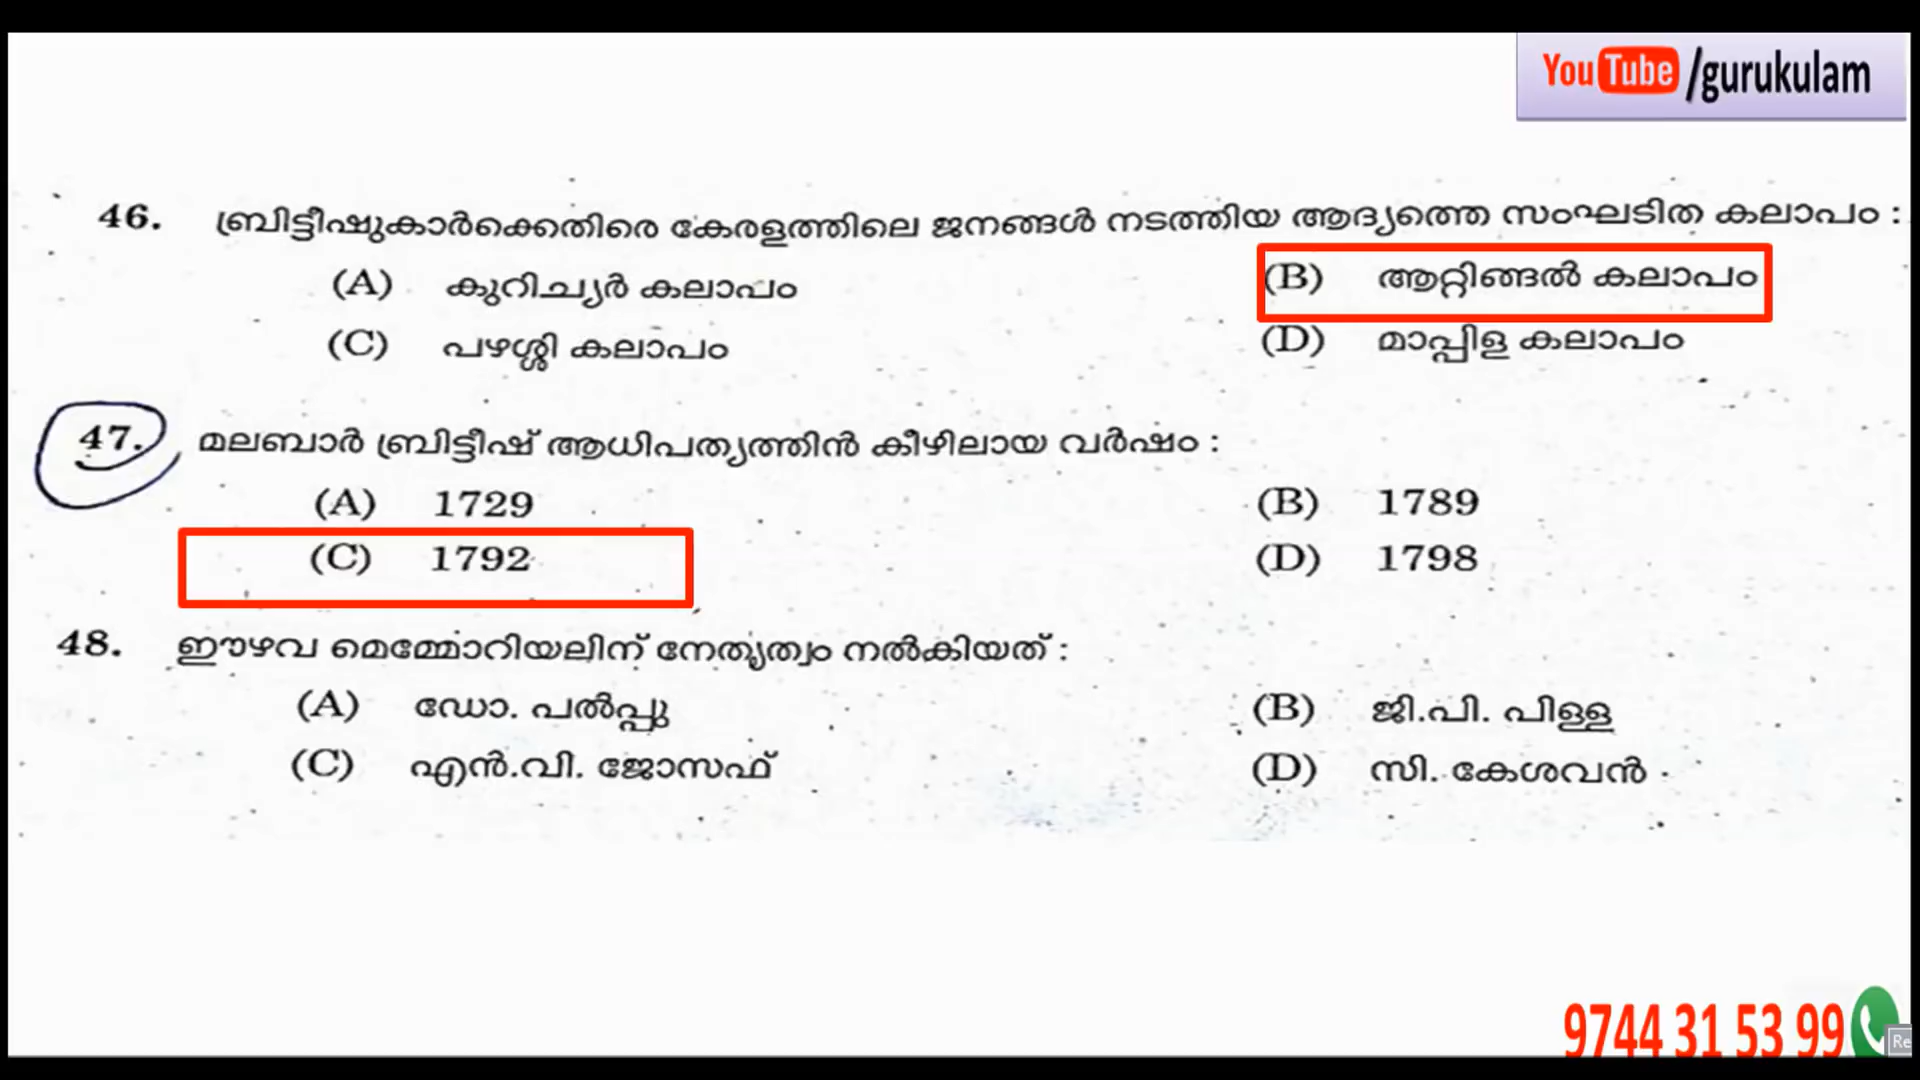 YouTube/gurukulam
46. ബ്രിട്ടീഷുകാർക്കെതിരെ കേരളത്തിലെ ജനങ്ങൾ നടത്തിയ ആദ്യത്തെ സംഘടിത കലാപം :
(A) കുറിച്യർ കലാപം (B) ആറ്റിങ്ങൽ കലാപം
(C) പഴശ്ശി കലാപം (D) മാപ്പിള കലാപം
47. മലബാർ ബ്രിട്ടീഷ് ആധിപത്യത്തിൻ കീഴിലായ വർഷം :
(A) 1729 (B) 1789
(C) 1792 (D) 1798
48. ഈഴവ മെമ്മോറിയലിന് നേതൃത്വം നൽകിയത് :
(A) ഡോ. പൽപ്പു (B) ജി.പി. പിള്ള
(C) എൻ.വി. ജോസഫ് (D) സി. കേശവൻ
9744 31 53 99
Re